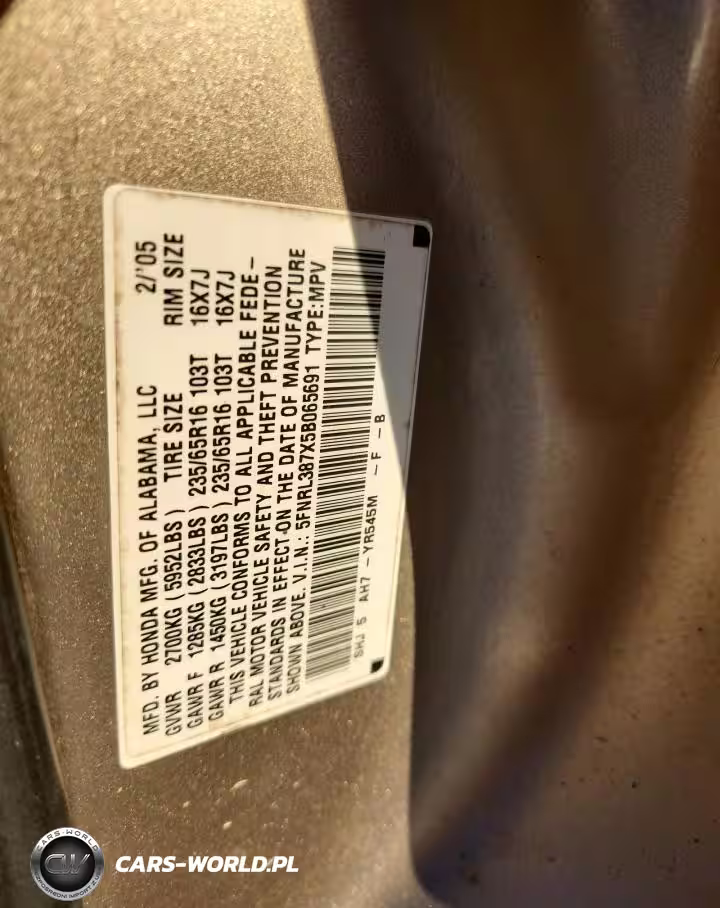 MFD. BY HONDA MFG. OF ALABAMA, LLC 2/'05
GVWR 2700KG ( 5952LBS ) TIRE SIZE RIM SIZE
GAWR F 1285KG ( 2833LBS ) 235/65R16 103T 16X7J
GAWR R 1450KG ( 3197LBS ) 235/65R16 103T 16X7J
THIS VEHICLE CONFORMS TO ALL APPLICABLE FEDE-
RAL MOTOR VEHICLE SAFETY AND THEFT PREVENTION
STANDARDS IN EFFECT ON THE DATE OF MANUFACTURE
SHOWN ABOVE. V.I.N.: 5FNRL387X5B065691 TYPE:MPV
SHJ 5 AH7 - YR545M - F - B
CARS-WORLD
CW
CARS-WORLD.PL